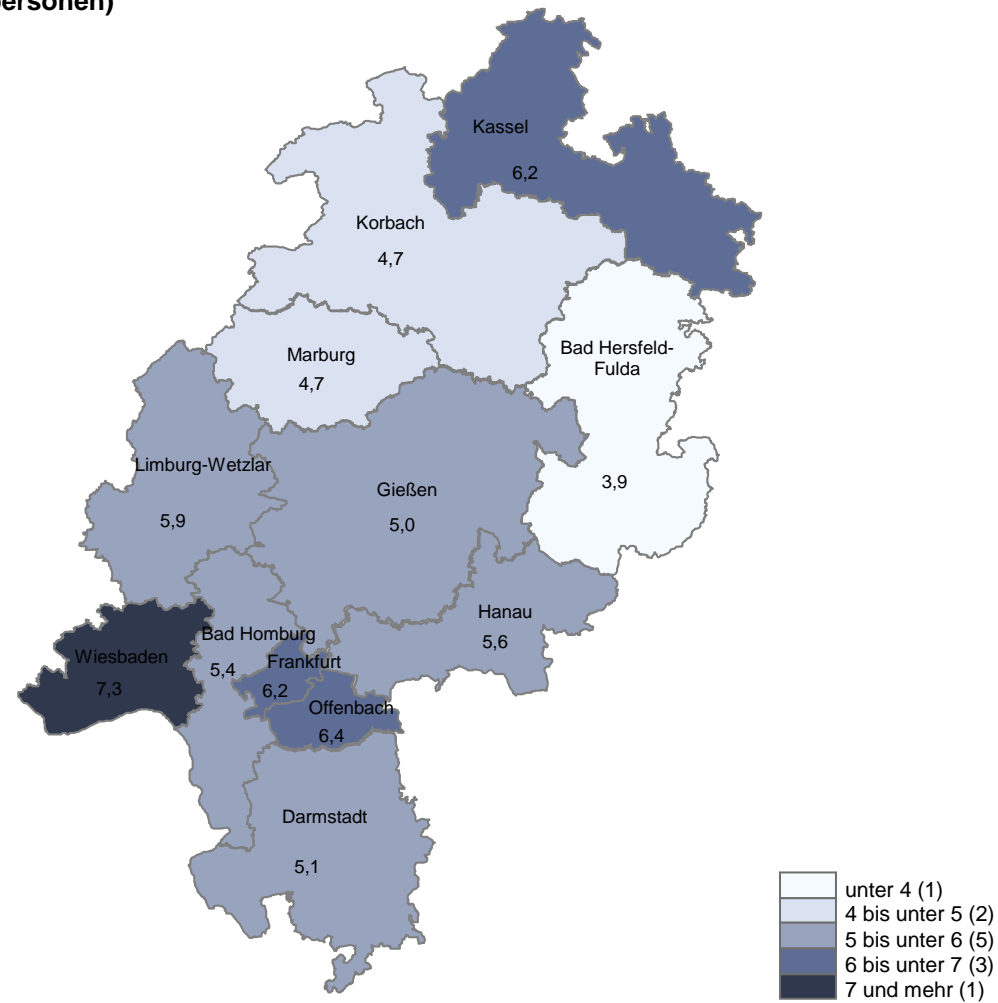 personen)
Kassel
6,2
Korbach
4,7
Bad Hersfeld-
Fulda
3,9
Marburg
4,7
Limburg-Wetzlar
5,9
Gießen
5,0
Hanau
5,6
Bad Homburg
5,4
Wiesbaden
7,3
Frankfurt
6,2
Offenbach
6,4
Darmstadt
5,1
unter 4 (1)
4 bis unter 5 (2)
5 bis unter 6 (5)
6 bis unter 7 (3)
7 und mehr (1)